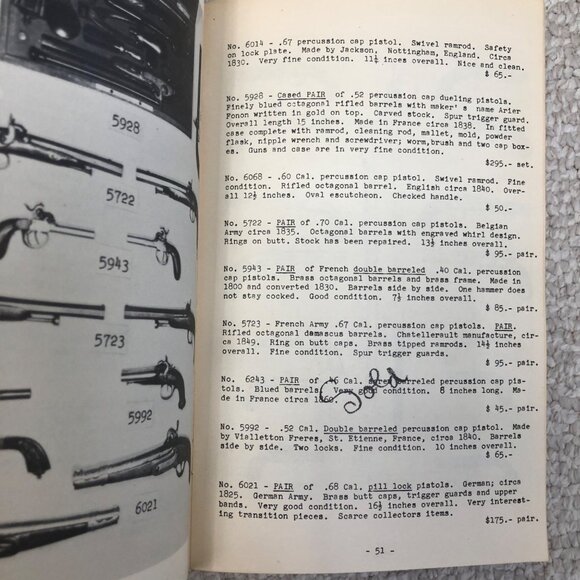 5928
5722
5943
5723
5992
6021
No. 6014 - .67 percussion cap pistol. Swivel ramrod. Safety
on lock plate. Made by Jackson, Nottingham, England. Circa
1830. Very fine condition. 11½ inces overall. Nice and clean.
$ 65.-
No. 5928 - Cased PAIR of .52 percussion cap dueling pistols.
Finely blued octagonal rifled barrels with maker's name Arier
Fonon written in gold on top. Carved stock. Spur trigger guard.
Overall length 15 inches. Made in France circa 1838. In fitted
case complete with ramrod, cleaning rod, mallet, mold, powder
flask, nipple wrench and screwdriver; worm,brush and two cap box-
es. Guns and case are in very fine condition.
$295.- set.
No. 6068 - .60 Cal. percussion cap pistol. Swivel ramrod. Fine
condition. Rifled octagonal barrel. English circa 1840. Over-
all 12½ inches. Oval escutcheon. Checked handle.
$ 50.-
No. 5722 - PAIR of .70 Cal. percussion cap pistols. Belgian
Army circa 1835. Octagonal barrels with engraved whirl design.
Rings on butt. Stock has been repaired. 13½ inches overall.
$ 95.- pair.
No. 5943 - PAIR of French double barreled .40 Cal. percussion
cap pistols. Brass octagonal barrels and brass frame. Made in
1800 and converted 1830. Barrels side by side. One hammer does
not stay cocked. Good condition. 7½ inches overall.
$ 85.- pair.
No. 5723 - French Army .67 Cal. percussion cap pistols. PAIR.
Rifled octagonal damascus barrels. Chatellerault manufacture, cir-
ca 1849. Ring on butt caps. Brass tipped ramrods. 14½ inches
overall. Fine condition. Spur trigger guards.
$ 95.- pair.
No. 6243 - PAIR of .46 Cal. screw barreled percussion cap pis-
tols. Blued barrels. Very good condition. 8 inches long. Ma-
de in France circa 1860.
Sold
$ 45.- pair.
No. 5992 - .52 Cal. Double barreled percussion cap pistol. Made
by Vialletton Freres, St. Etienne, France, circa 1840. Barrels
side by side. Two locks. Fine condition. 10 inches overall.
$ 65.-
No. 6021 - PAIR of .68 Cal. pill lock pistols. German; circa
1825. German Army. Brass butt caps, trigger guards and upper
bands. Very good condition. 16½ inches overall. Very interest-
ing transition pieces. Scarce collectors items.
$175.- pair.
- 51 -